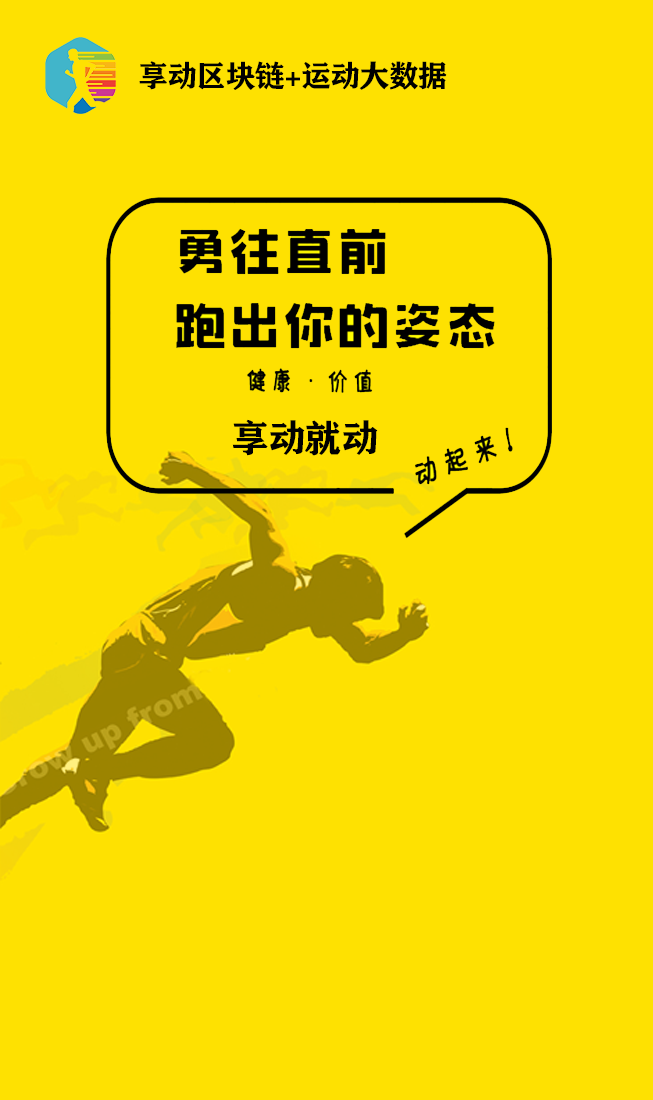 享动区块链+运动大数据
勇往直前
跑出你的姿态
健康 · 价值
享动就动
动起来!
row up from